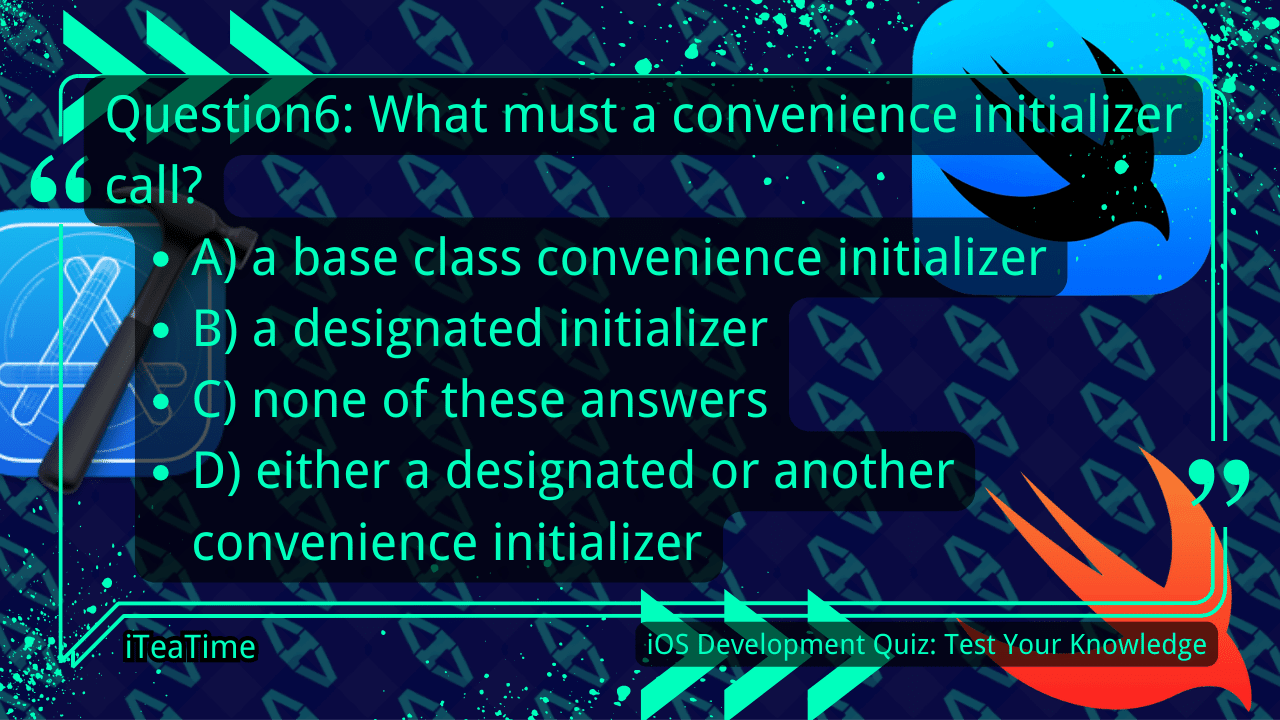 Question6: What must a convenience initializer
call?
• A) a base class convenience initializer
• B) a designated initializer
• C) none of these answers
• D) either a designated or another
convenience initializer
iTeaTime
iOS Development Quiz: Test Your Knowledge